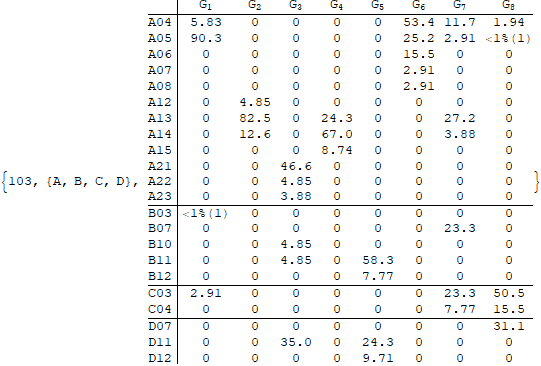 G1 G2 G3 G4 G5 G6 G7 G8
A04 5.83 0 0 0 0 53.4 11.7 1.94
A05 90.3 0 0 0 0 25.2 2.91 <1%(1)
A06 0 0 0 0 0 15.5 0 0
A07 0 0 0 0 0 2.91 0 0
A08 0 0 0 0 0 2.91 0 0
A12 0 4.85 0 0 0 0 0 0
A13 0 82.5 0 24.3 0 0 27.2 0
A14 0 12.6 0 67.0 0 0 3.88 0
A15 0 0 0 8.74 0 0 0 0
A21 0 0 46.6 0 0 0 0 0
{103, {A, B, C, D}, A22 0 0 4.85 0 0 0 0 0 }
A23 0 0 3.88 0 0 0 0 0
B03 <1%(1) 0 0 0 0 0 0 0
B07 0 0 0 0 0 0 23.3 0
B10 0 0 4.85 0 0 0 0 0
B11 0 0 4.85 0 58.3 0 0 0
B12 0 0 0 0 7.77 0 0 0
C03 2.91 0 0 0 0 0 23.3 50.5
C04 0 0 0 0 0 0 7.77 15.5
D07 0 0 0 0 0 0 0 31.1
D11 0 0 35.0 0 24.3 0 0 0
D12 0 0 0 0 9.71 0 0 0